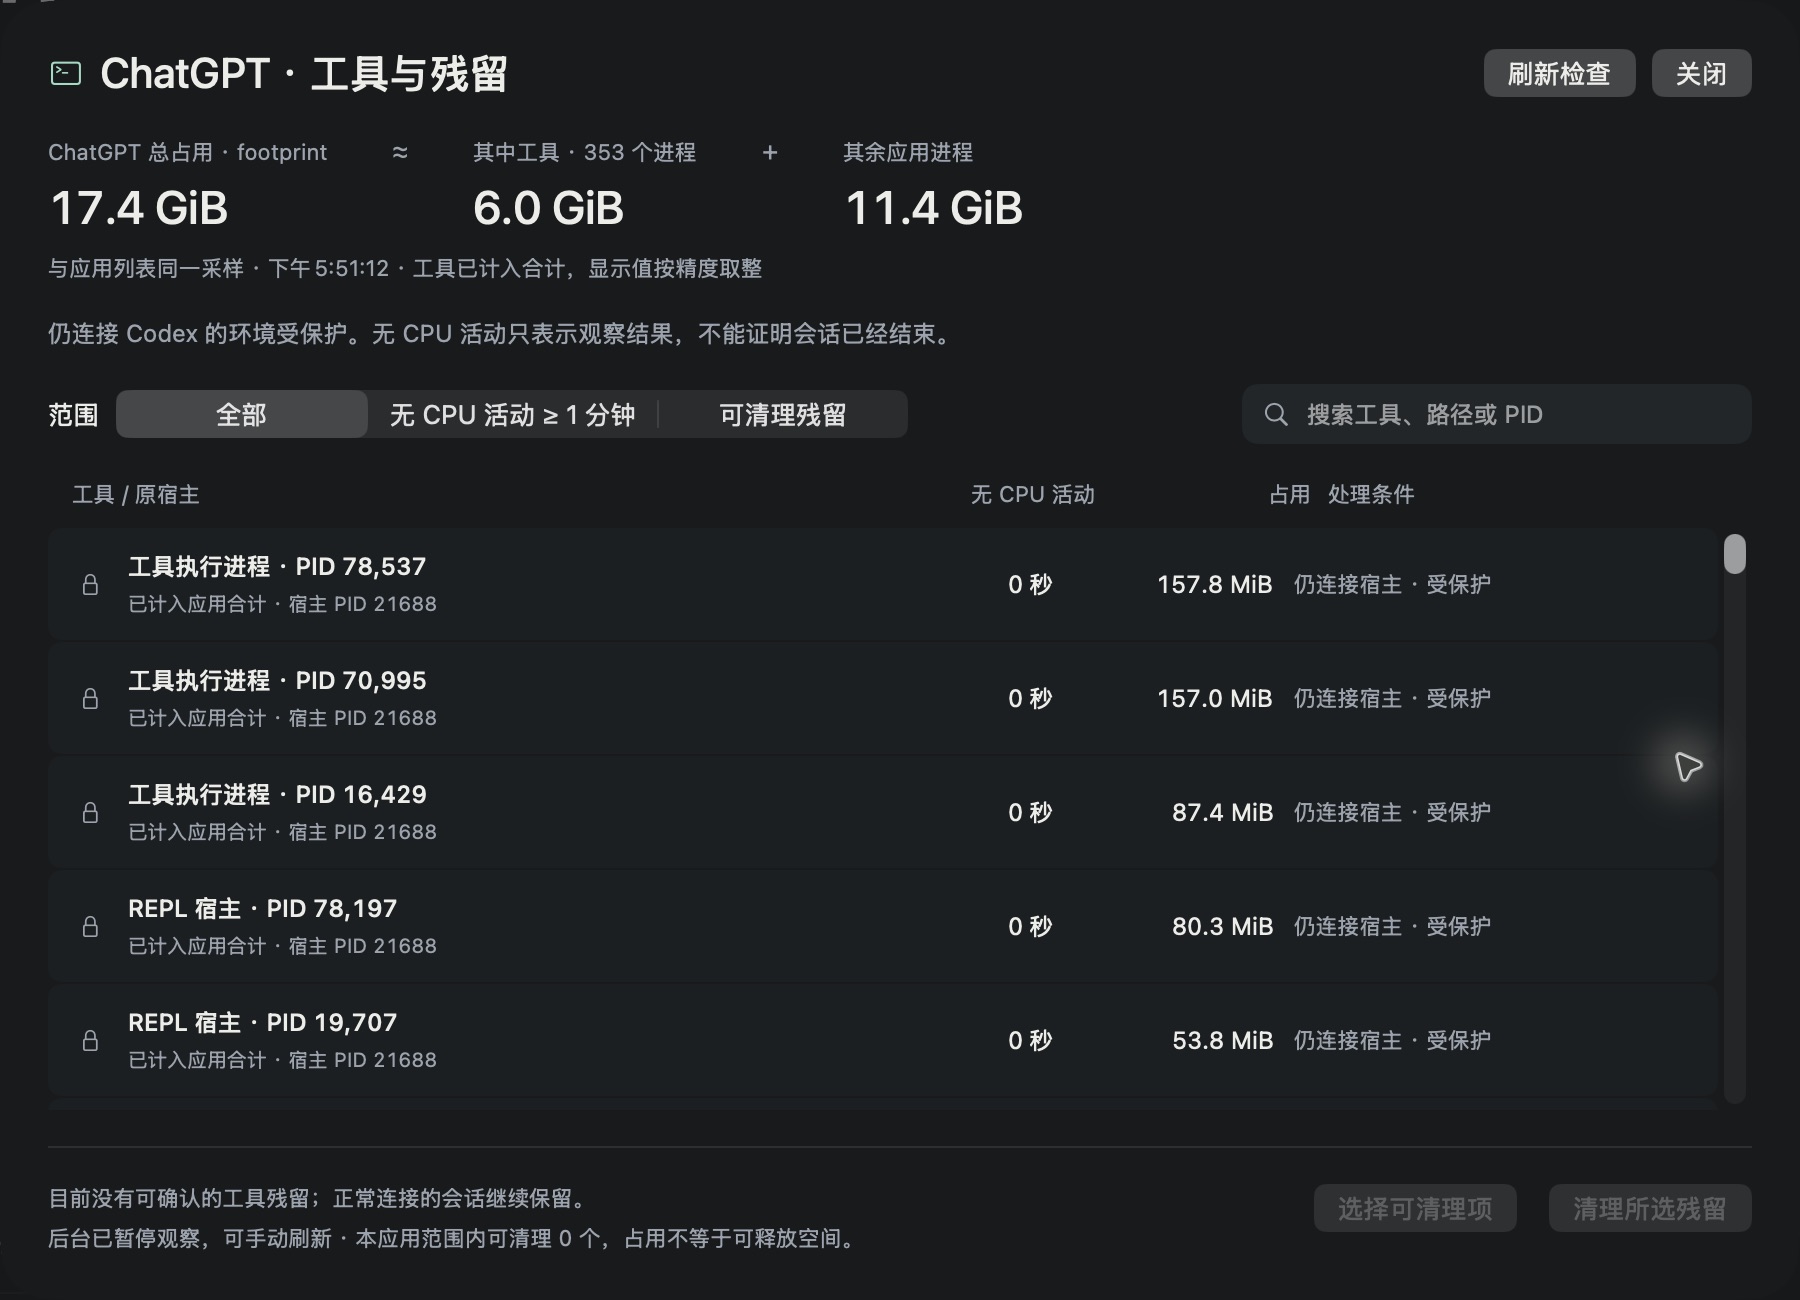 ChatGPT · 工具与残留
刷新检查
关闭
ChatGPT 总占用 · footprint ≈ 其中工具 · 353 个进程 + 其余应用进程
17.4 GiB 6.0 GiB 11.4 GiB
与应用列表同一采样 · 下午 5:51:12 · 工具已计入合计，显示值按精度取整
仍连接 Codex 的环境受保护。无 CPU 活动只表示观察结果，不能证明会话已经结束。
范围 全部 无 CPU 活动 ≥ 1 分钟 可清理残留
搜索工具、路径或 PID
工具 / 原宿主 无 CPU 活动 占用 处理条件
工具执行进程 · PID 78,537
已计入应用合计 · 宿主 PID 21688
0 秒 157.8 MiB 仍连接宿主 · 受保护
工具执行进程 · PID 70,995
已计入应用合计 · 宿主 PID 21688
0 秒 157.0 MiB 仍连接宿主 · 受保护
工具执行进程 · PID 16,429
已计入应用合计 · 宿主 PID 21688
0 秒 87.4 MiB 仍连接宿主 · 受保护
REPL 宿主 · PID 78,197
已计入应用合计 · 宿主 PID 21688
0 秒 80.3 MiB 仍连接宿主 · 受保护
REPL 宿主 · PID 19,707
已计入应用合计 · 宿主 PID 21688
0 秒 53.8 MiB 仍连接宿主 · 受保护
目前没有可确认的工具残留；正常连接的会话继续保留。
后台已暂停观察，可手动刷新 · 本应用范围内可清理 0 个，占用不等于可释放空间。
选择可清理项
清理所选残留